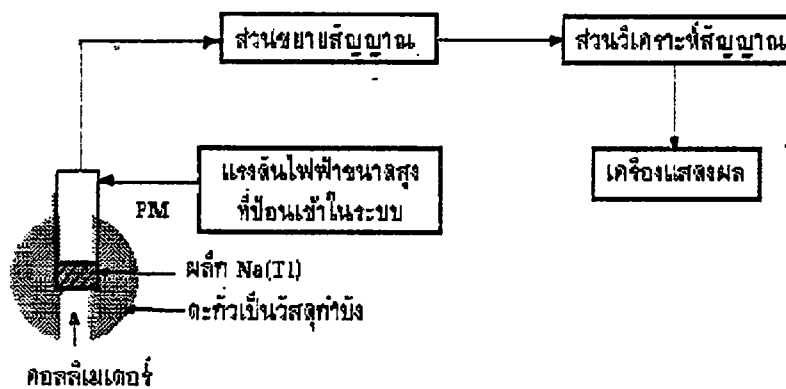 ส่วนขยายสัญญาณ
ส่วนวิเคราะห์สัญญาณ
แรงดันไฟฟ้าขนาดสูง
ที่ป้อนเข้าในระบบ
เครื่องแสดงผล
PM
ผลึก Na(Tl)
ตะกั่วเป็นวัสดุกำบัง
คอลลิเมเตอร์